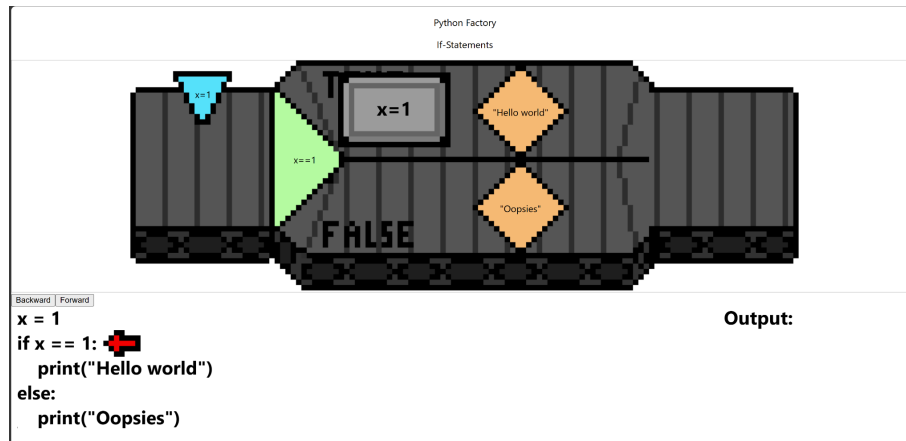 Python Factory
If-Statements
x=1
x=1
"Hello world"
x==1
"Oopsies"
FALSE
Backward Forward
x = 1
Output:
if x == 1:
print("Hello world")
else:
print("Oopsies")